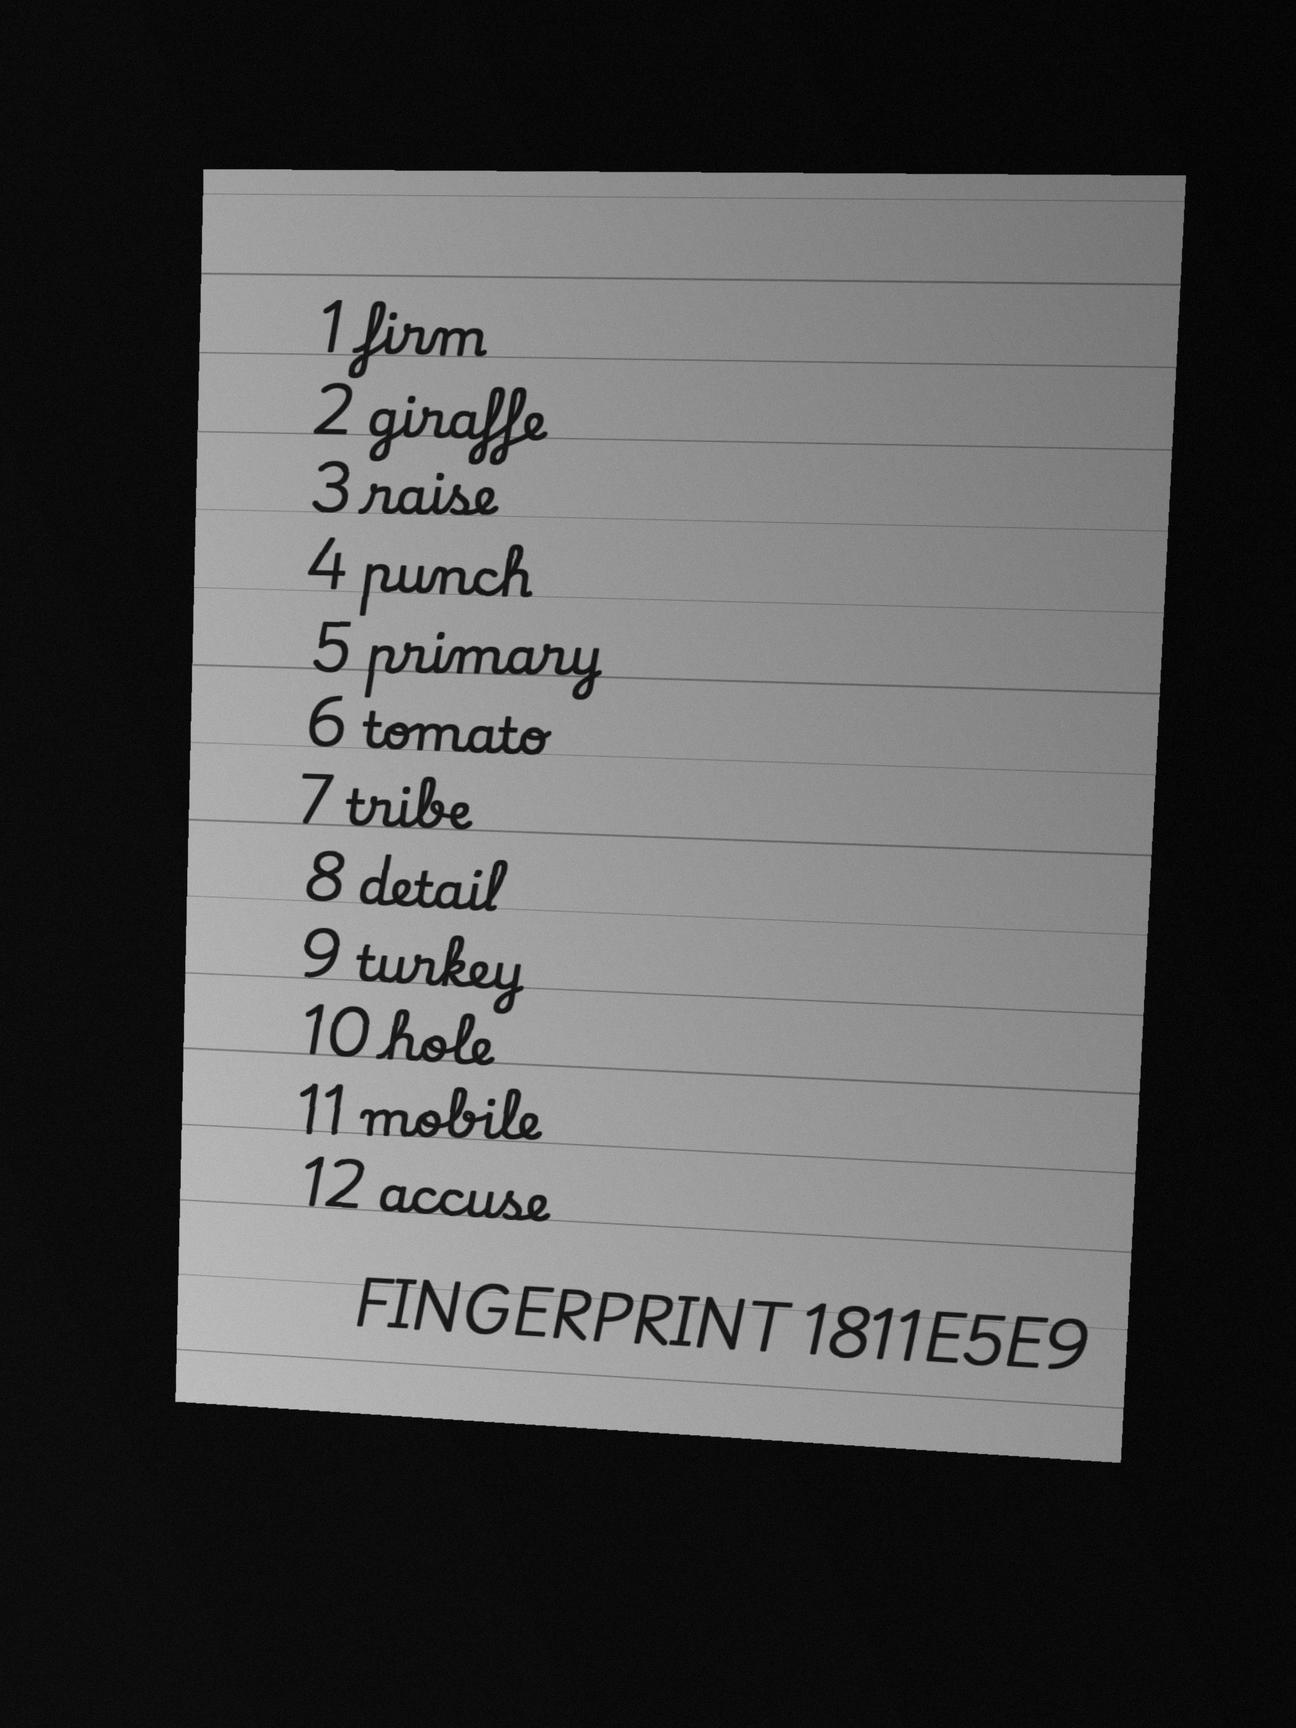 1 firm
2 giraffe
3 raise
4 punch
5 primary
6 tomato
7 tribe
8 detail
9 turkey
10 hole
11 mobile
12 accuse
FINGERPRINT 1811E5E9